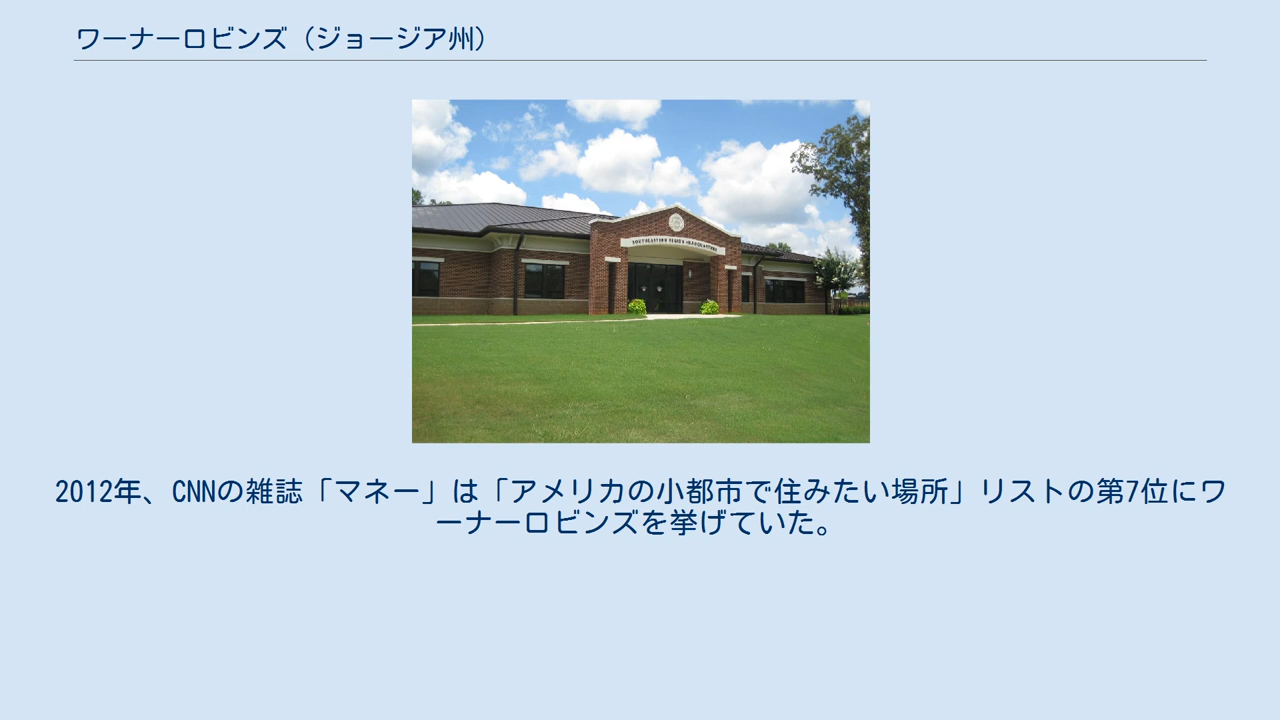 ワーナーロビンズ（ジョージア州）
SOUTHEASTERN REGION HEADQUARTERS
2012年、CNNの雑誌「マネー」は「アメリカの小都市で住みたい場所」リストの第7位にワ
ーナーロビンズを挙げていた。